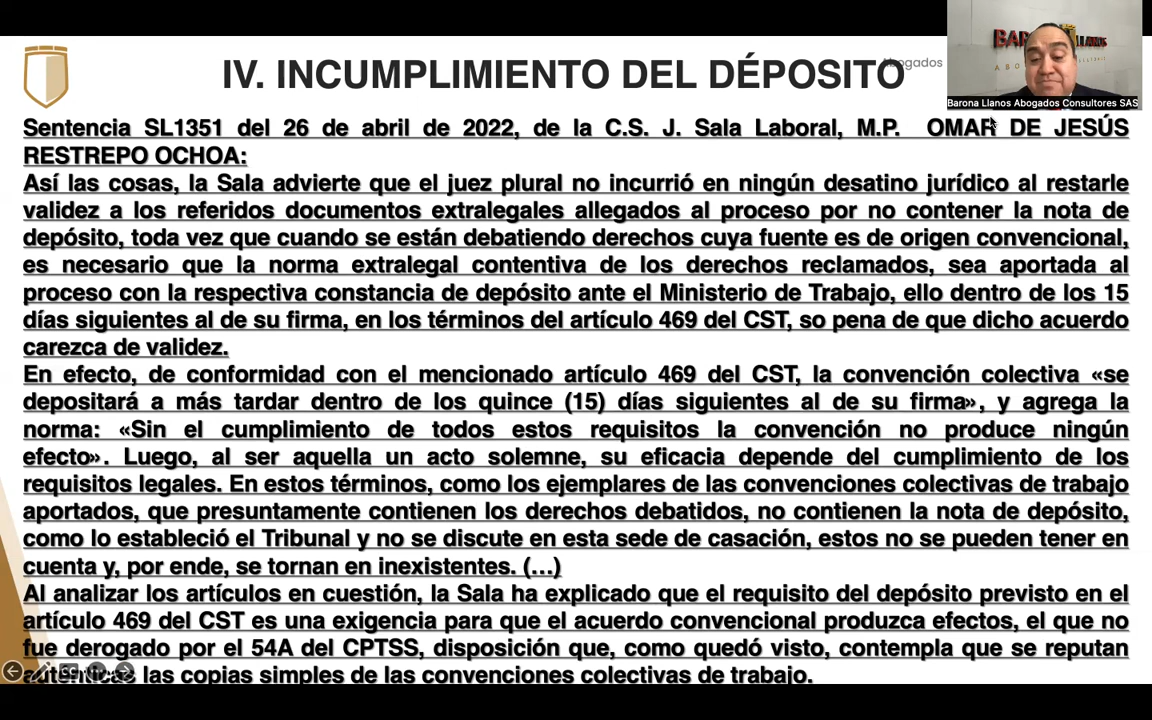 IV. INCUMPLIMIENTO DEL DÉPOSITO
Abogados
BAR LLANOS
Barona Llanos Abogados Consultores SAS
Sentencia SL1351 del 26 de abril de 2022, de la C.S. J. Sala Laboral, M.P. OMAR DE JESÚS
RESTREPO OCHOA:
Así las cosas, la Sala advierte que el juez plural no incurrió en ningún desatino jurídico al restarle
validez a los referidos documentos extralegales allegados al proceso por no contener la nota de
depósito, toda vez que cuando se están debatiendo derechos cuya fuente es de origen convencional,
es necesario que la norma extralegal contentiva de los derechos reclamados, sea aportada al
proceso con la respectiva constancia de depósito ante el Ministerio de Trabajo, ello dentro de los 15
días siguientes al de su firma, en los términos del artículo 469 del CST, so pena de que dicho acuerdo
carezca de validez.
En efecto, de conformidad con el mencionado artículo 469 del CST, la convención colectiva «se
depositará a más tardar dentro de los quince (15) días siguientes al de su firma», y agrega la
norma: «Sin el cumplimiento de todos estos requisitos la convención no produce ningún
efecto». Luego, al ser aquella un acto solemne, su eficacia depende del cumplimiento de los
requisitos legales. En estos términos, como los ejemplares de las convenciones colectivas de trabajo
aportados, que presuntamente contienen los derechos debatidos, no contienen la nota de depósito,
como lo estableció el Tribunal y no se discute en esta sede de casación, estos no se pueden tener en
cuenta y, por ende, se tornan en inexistentes. (…)
Al analizar los artículos en cuestión, la Sala ha explicado que el requisito del depósito previsto en el
artículo 469 del CST es una exigencia para que el acuerdo convencional produzca efectos, el que no
fue derogado por el 54A del CPTSS, disposición que, como quedó visto, contempla que se reputan
auténticas las copias simples de las convenciones colectivas de trabajo.